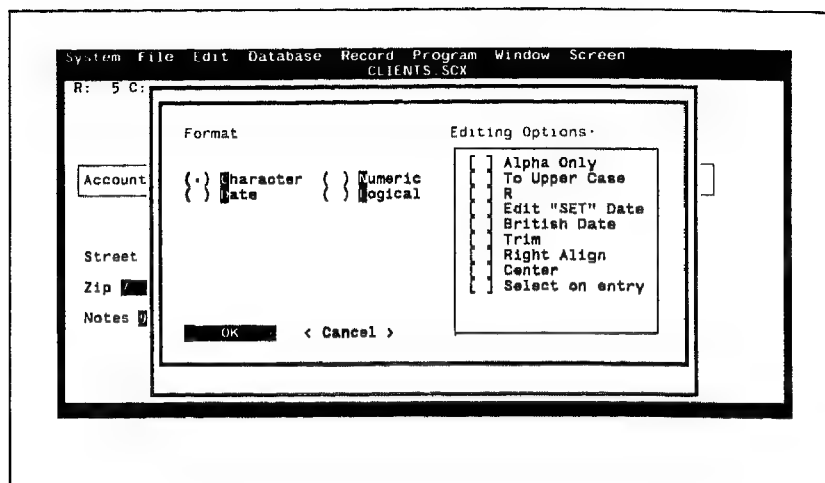 System File Edit Database Record Program Window Screen
CLIENTS.SCX
R: 5 C:
Format
Editing Options:
(·) Character ( ) Numeric
( ) Date ( ) Logical
[ ] Alpha Only
[ ] To Upper Case
[ ] R
[ ] Edit "SET" Date
[ ] British Date
[ ] Trim
[ ] Right Align
[ ] Center
[ ] Select on entry
Account
Street
Zip 7
Notes 9
OK < Cancel >